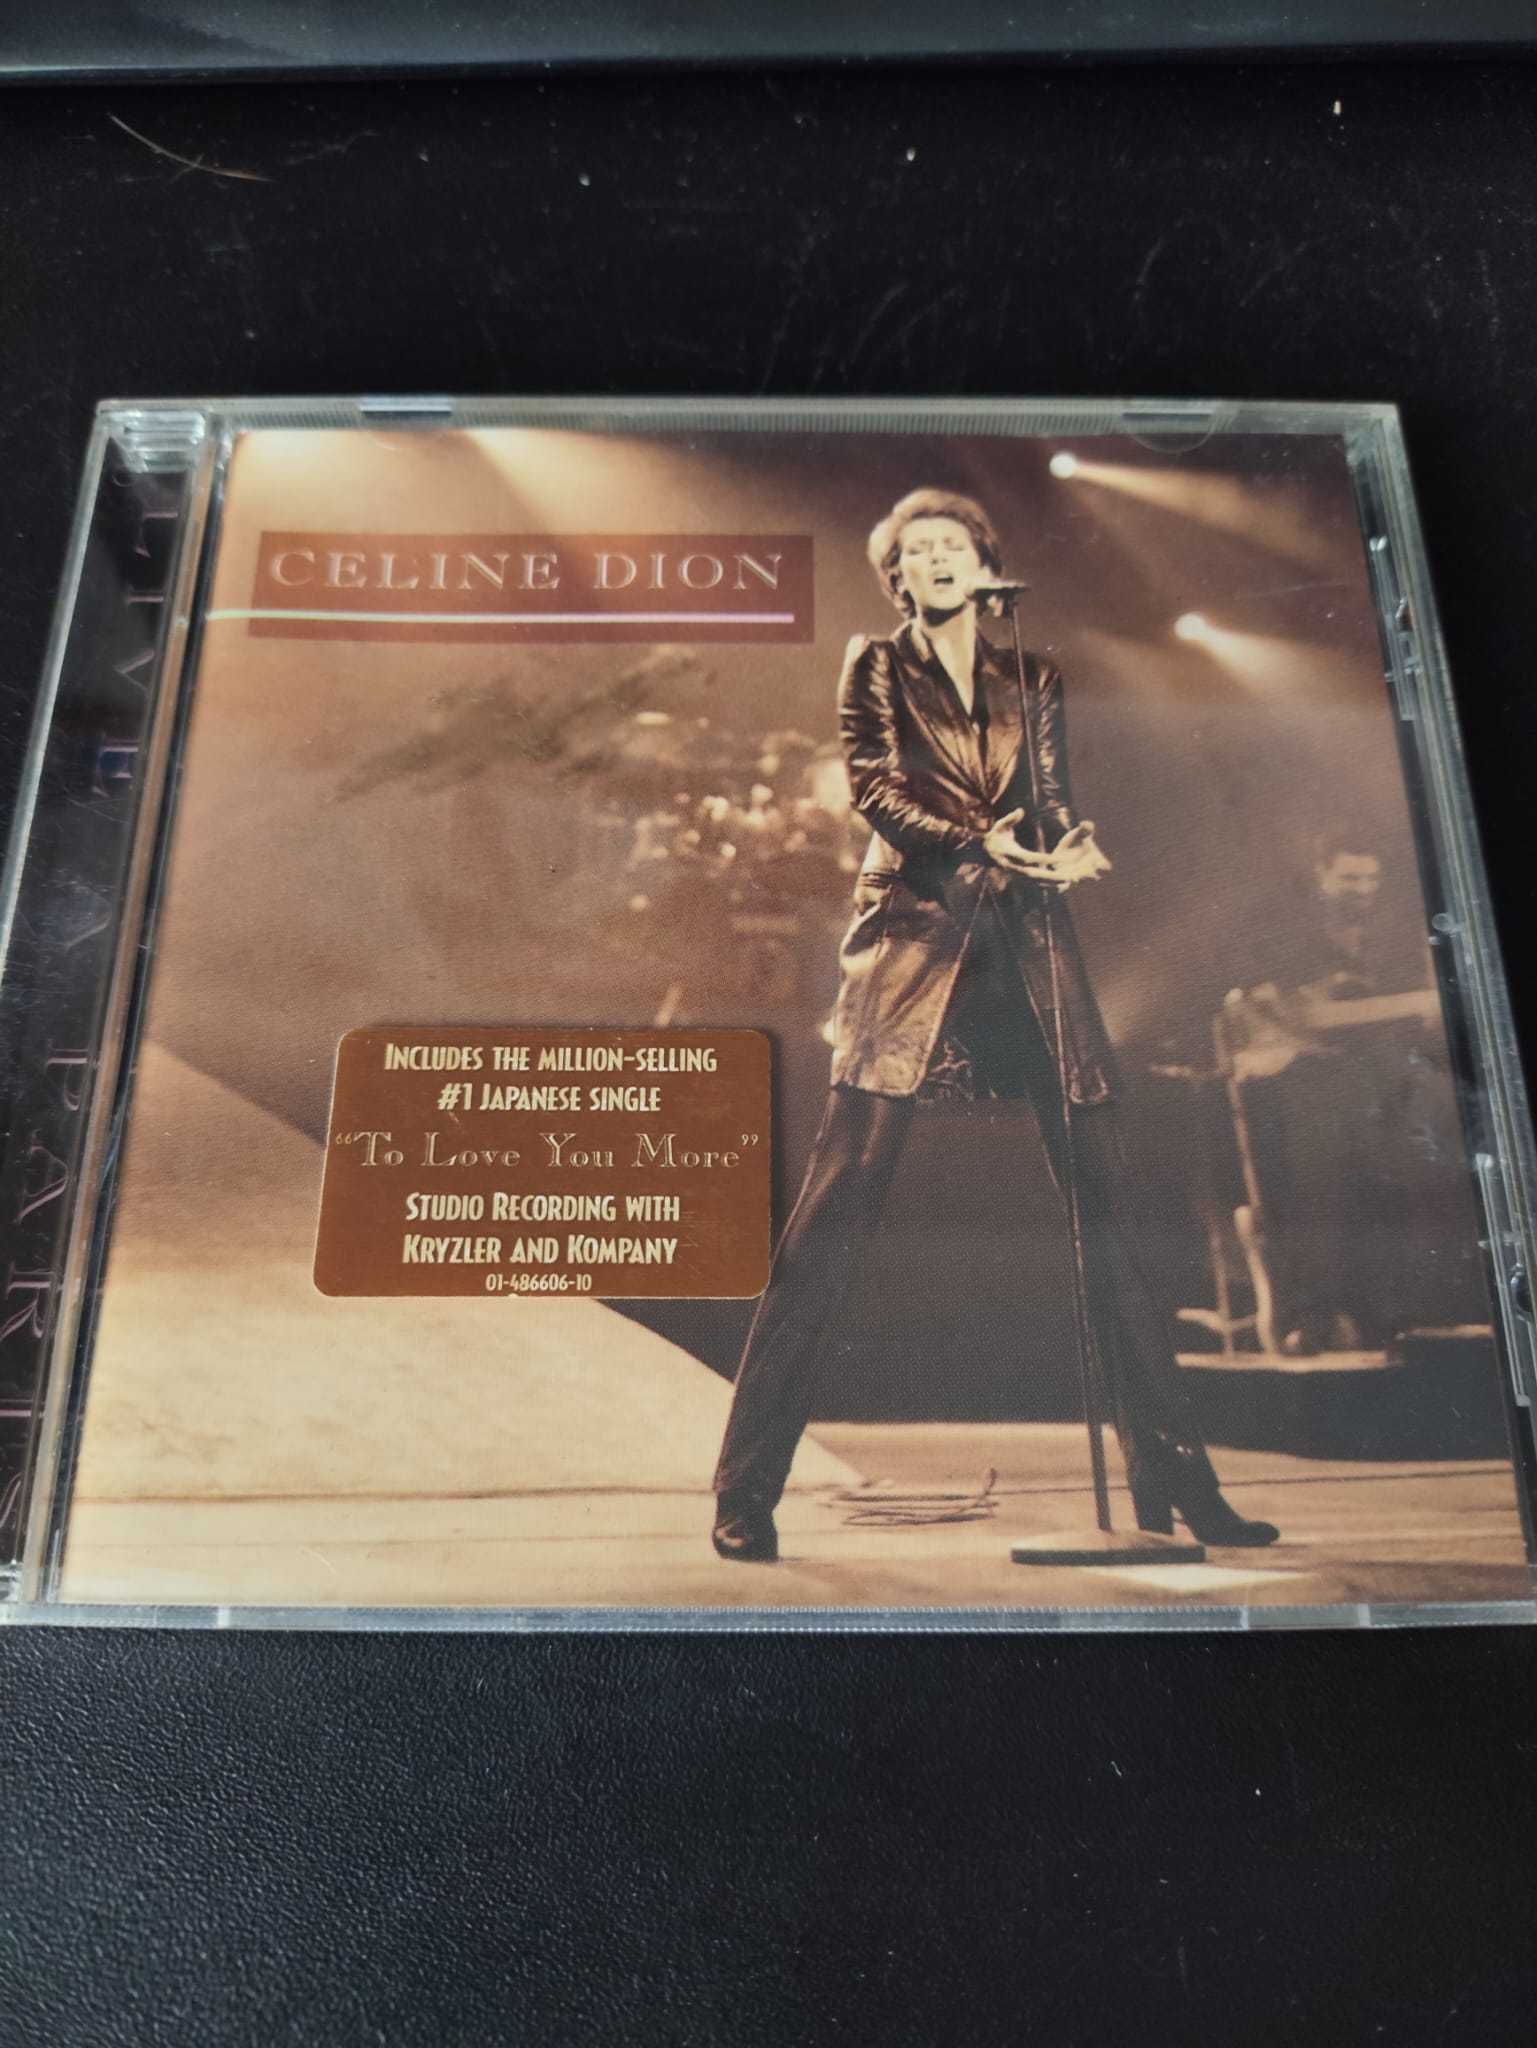 CELINE DION
LIVE A PARIS
INCLUDES THE MILLION-SELLING
#1 JAPANESE SINGLE
“To Love You More”
STUDIO RECORDING WITH
KRYZLER AND KOMPANY
01-486606-10